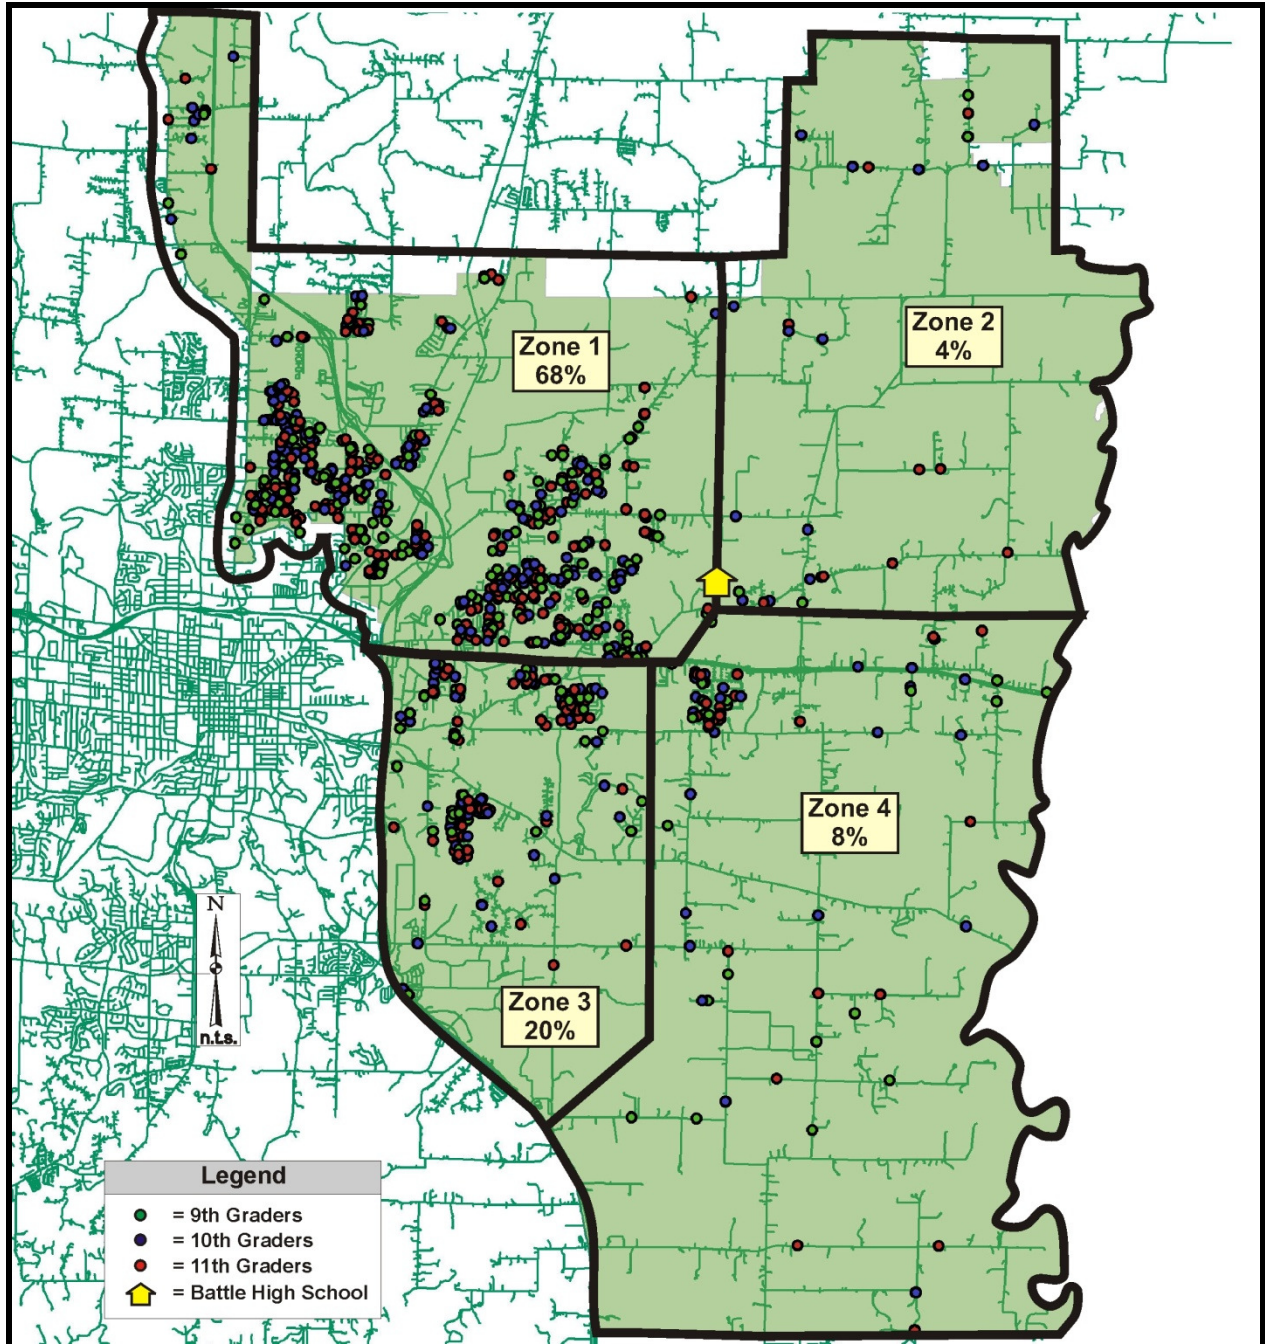 Zone 1
68%
Zone 2
4%
Zone 4
8%
Zone 3
20%
N
n.t.s.
Legend
= 9th Graders
= 10th Graders
= 11th Graders
= Battle High School